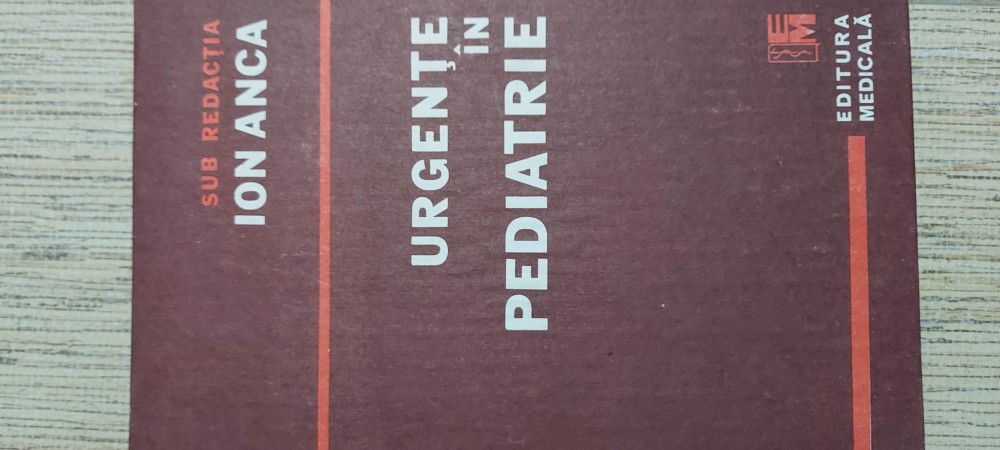 SUB REDACȚIA
ION ANCA
URGENȚE
ÎN
PEDIATRIE
EM
EDITURA
MEDICALĂ